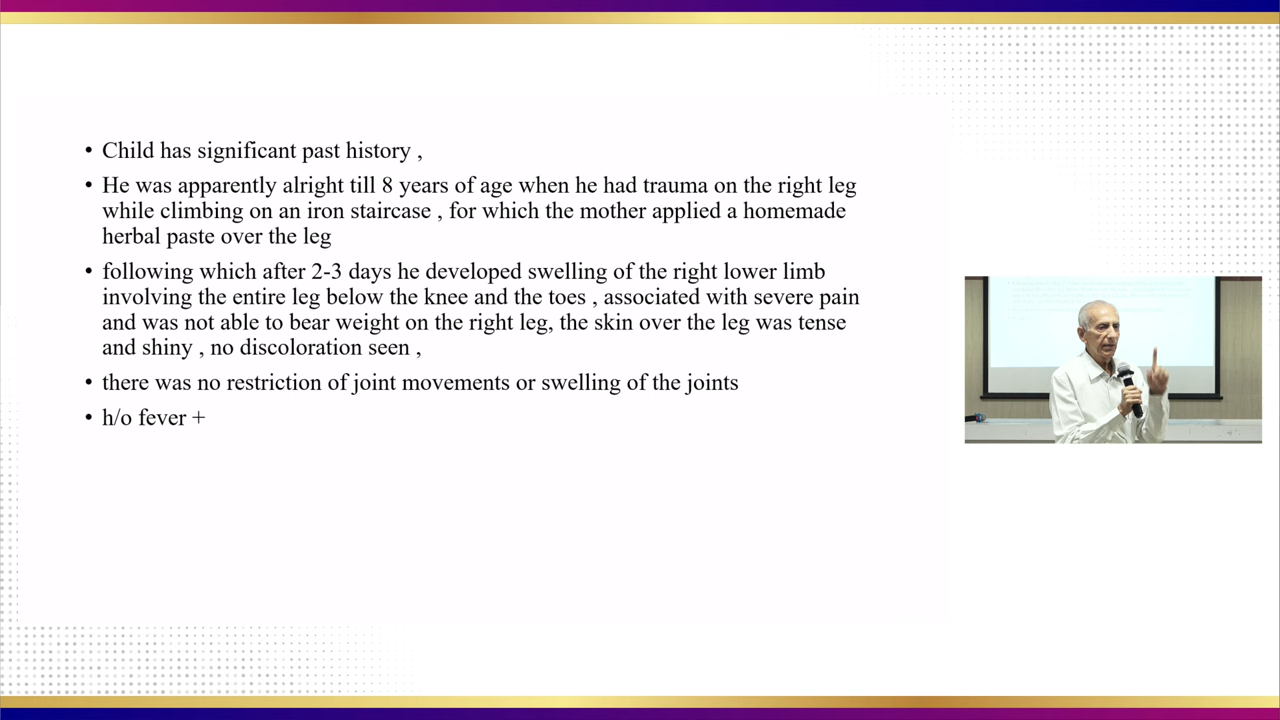 • Child has significant past history ,
• He was apparently alright till 8 years of age when he had trauma on the right leg
while climbing on an iron staircase , for which the mother applied a homemade
herbal paste over the leg
• following which after 2-3 days he developed swelling of the right lower limb
involving the entire leg below the knee and the toes , associated with severe pain
and was not able to bear weight on the right leg, the skin over the leg was tense
and shiny , no discoloration seen ,
• there was no restriction of joint movements or swelling of the joints
• h/o fever +